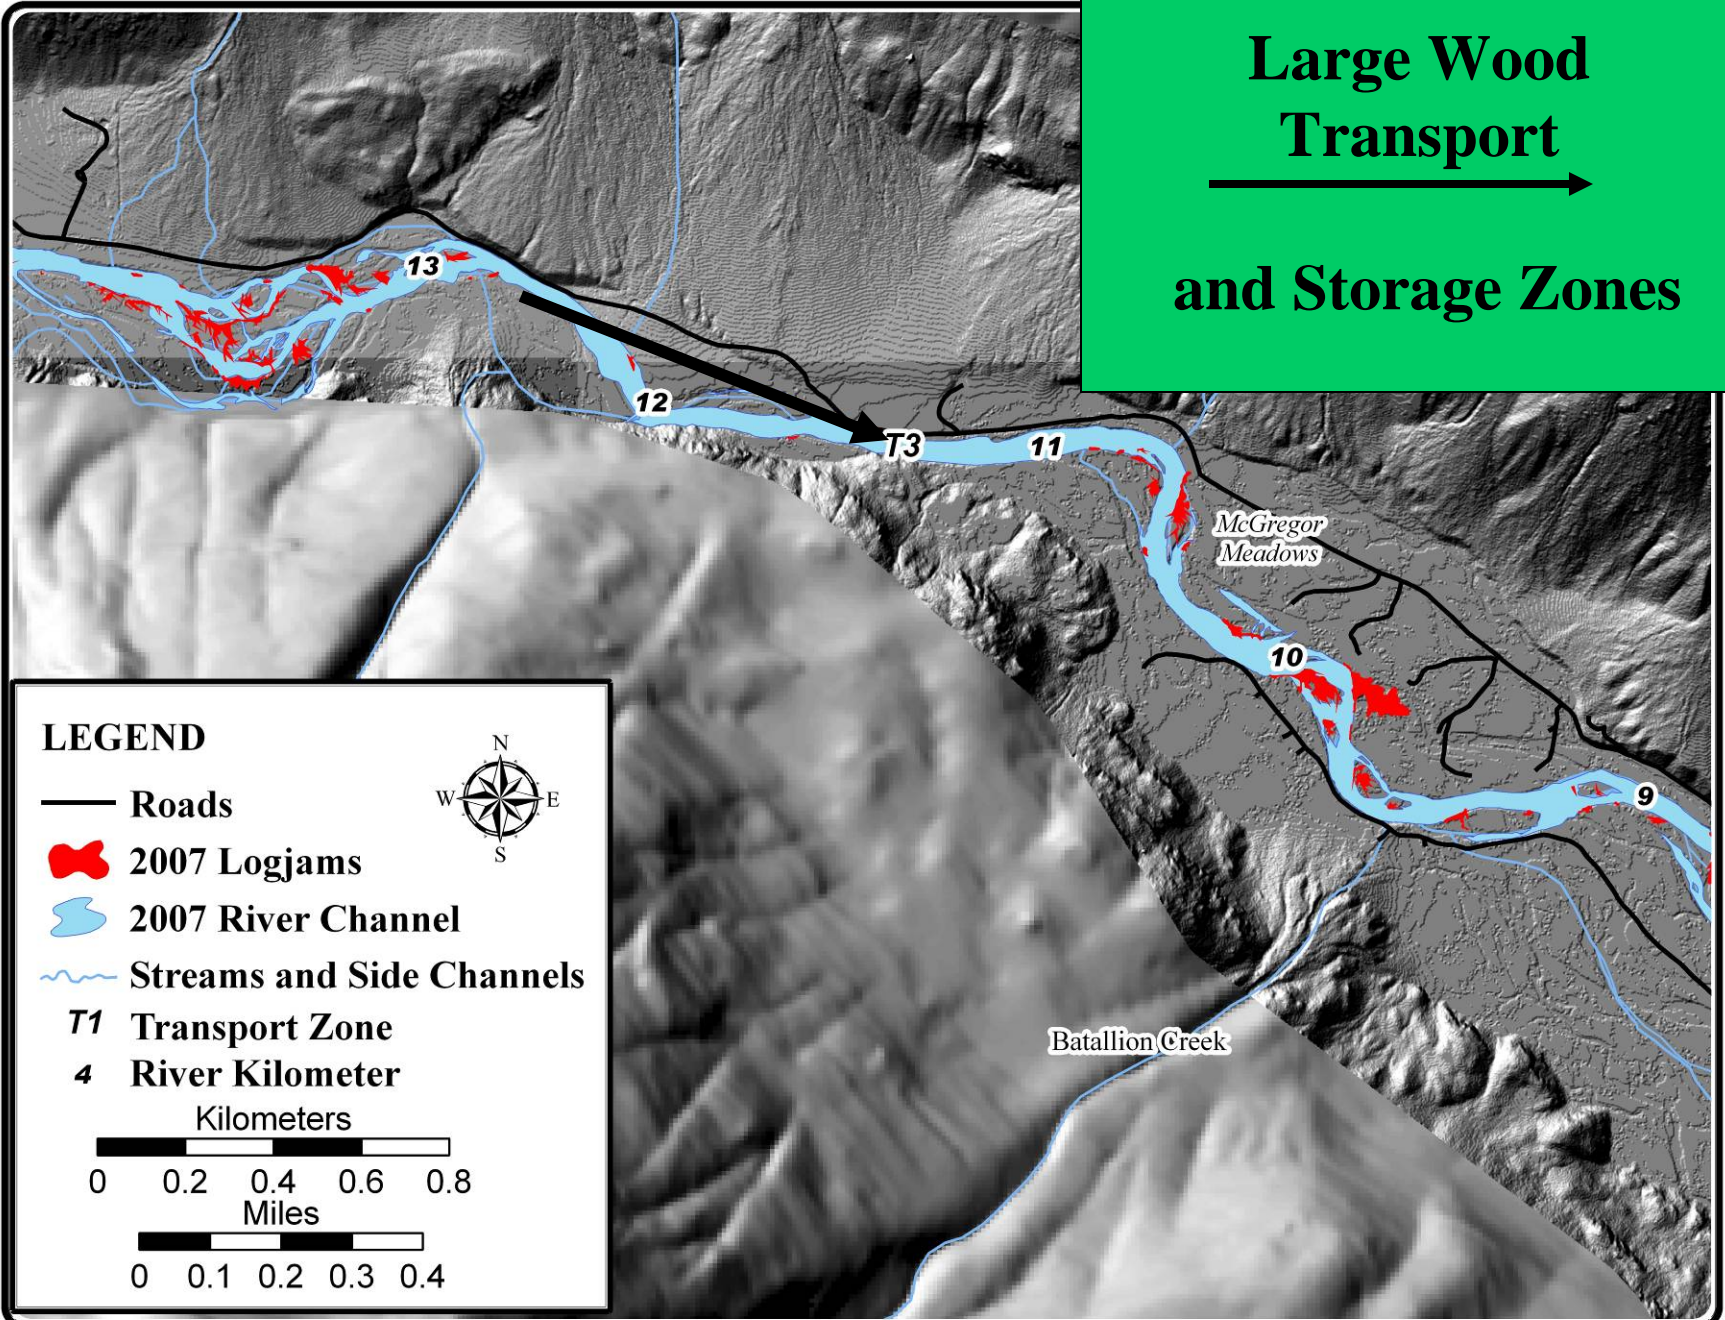 Large Wood
Transport
and Storage Zones
13
12
T3
11
McGregor
Meadows
10
9
Batallion Creek
LEGEND
N
W E
S
Roads
2007 Logjams
2007 River Channel
Streams and Side Channels
T1 Transport Zone
4 River Kilometer
Kilometers
0 0.2 0.4 0.6 0.8
Miles
0 0.1 0.2 0.3 0.4